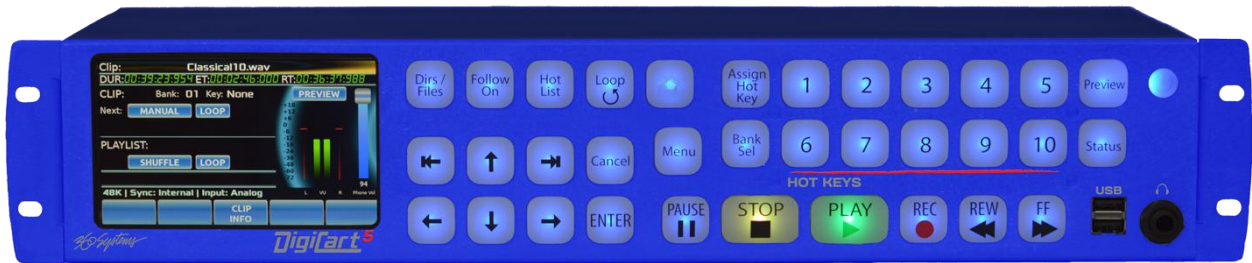 Clip: Classical10.wav
DUR:00:39:23:954 ET:00:02:46:000 RT:00:36:37:988
CLIP: Bank: 01 Key: None PREVIEW
Next: MANUAL LOOP
PLAYLIST:
SHUFFLE LOOP
L VU R Phone Vol
94
48K | Sync: Internal | Input: Analog
CLIP
INFO
360 Systems
DigiCart 5
Dirs /
Files
Follow
On
Hot
List
Loop
Assign
Hot
Key
1 2 3 4 5
Preview
Cancel
Menu
Bank
Sel
6 7 8 9 10
Status
HOT KEYS
ENTER
PAUSE
STOP
PLAY
REC
REW
FF
USB